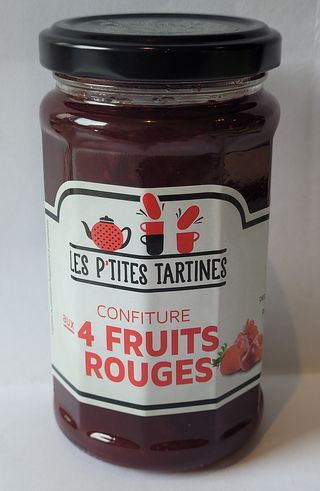 LES P'TITES TARTINES
CONFITURE
aux
4 FRUITS
ROUGES